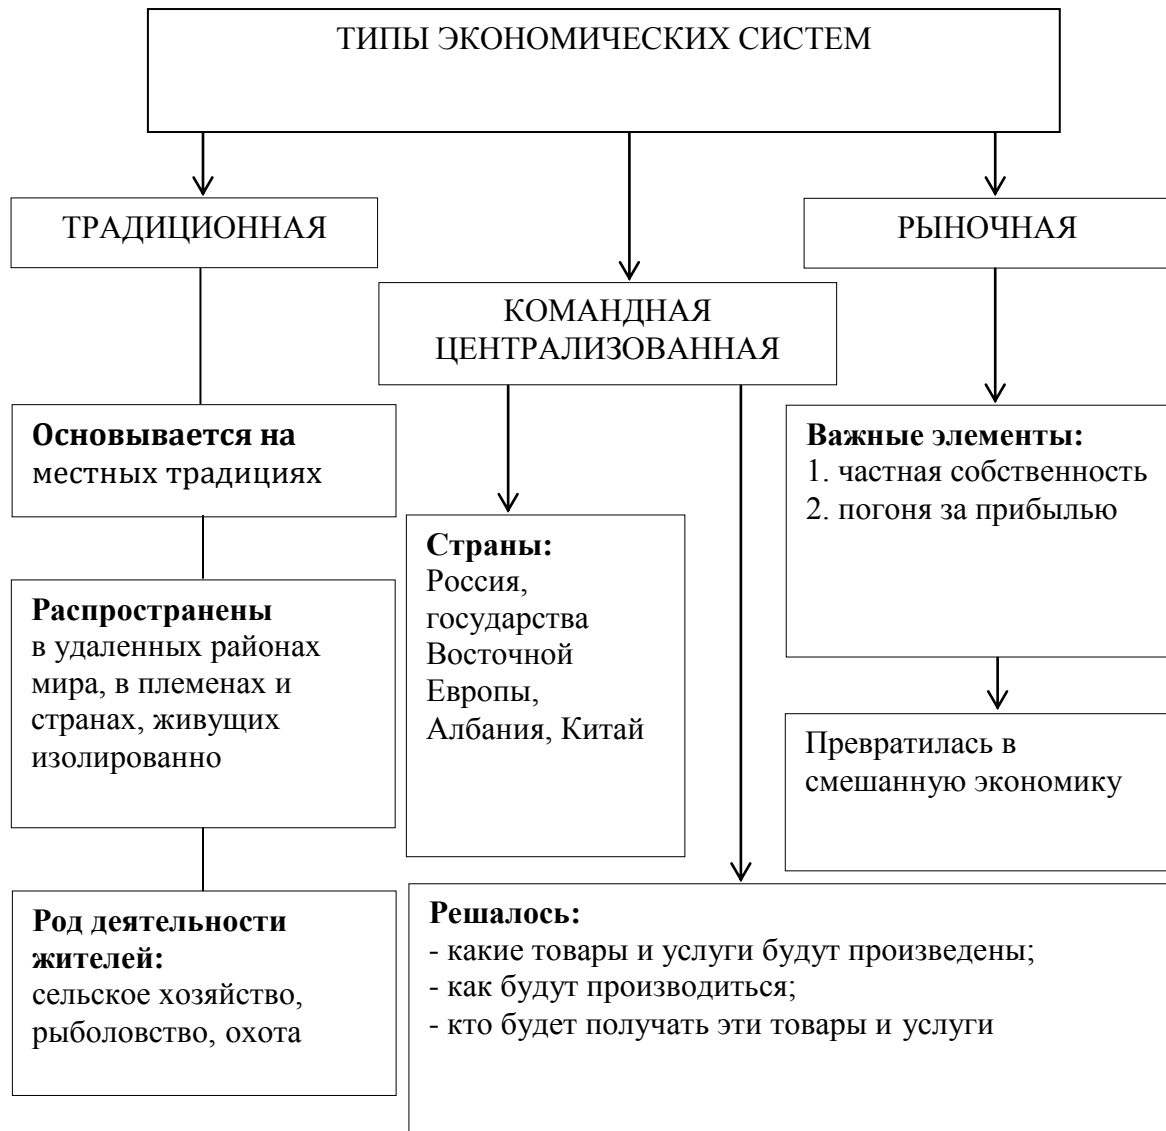 ТИПЫ ЭКОНОМИЧЕСКИХ СИСТЕМ
ТРАДИЦИОННАЯ
РЫНОЧНАЯ
КОМАНДНАЯ
ЦЕНТРАЛИЗОВАННАЯ
Основывается на
местных традициях
Распространены
в удаленных районах
мира, в племенах и
странах, живущих
изолированно
Род деятельности
жителей:
сельское хозяйство,
рыболовство, охота
Страны:
Россия,
государства
Восточной
Европы,
Албания, Китай
Решалось:
- какие товары и услуги будут произведены;
- как будут производиться;
- кто будет получать эти товары и услуги
Важные элементы:
1. частная собственность
2. погоня за прибылью
Превратилась в
смешанную экономику